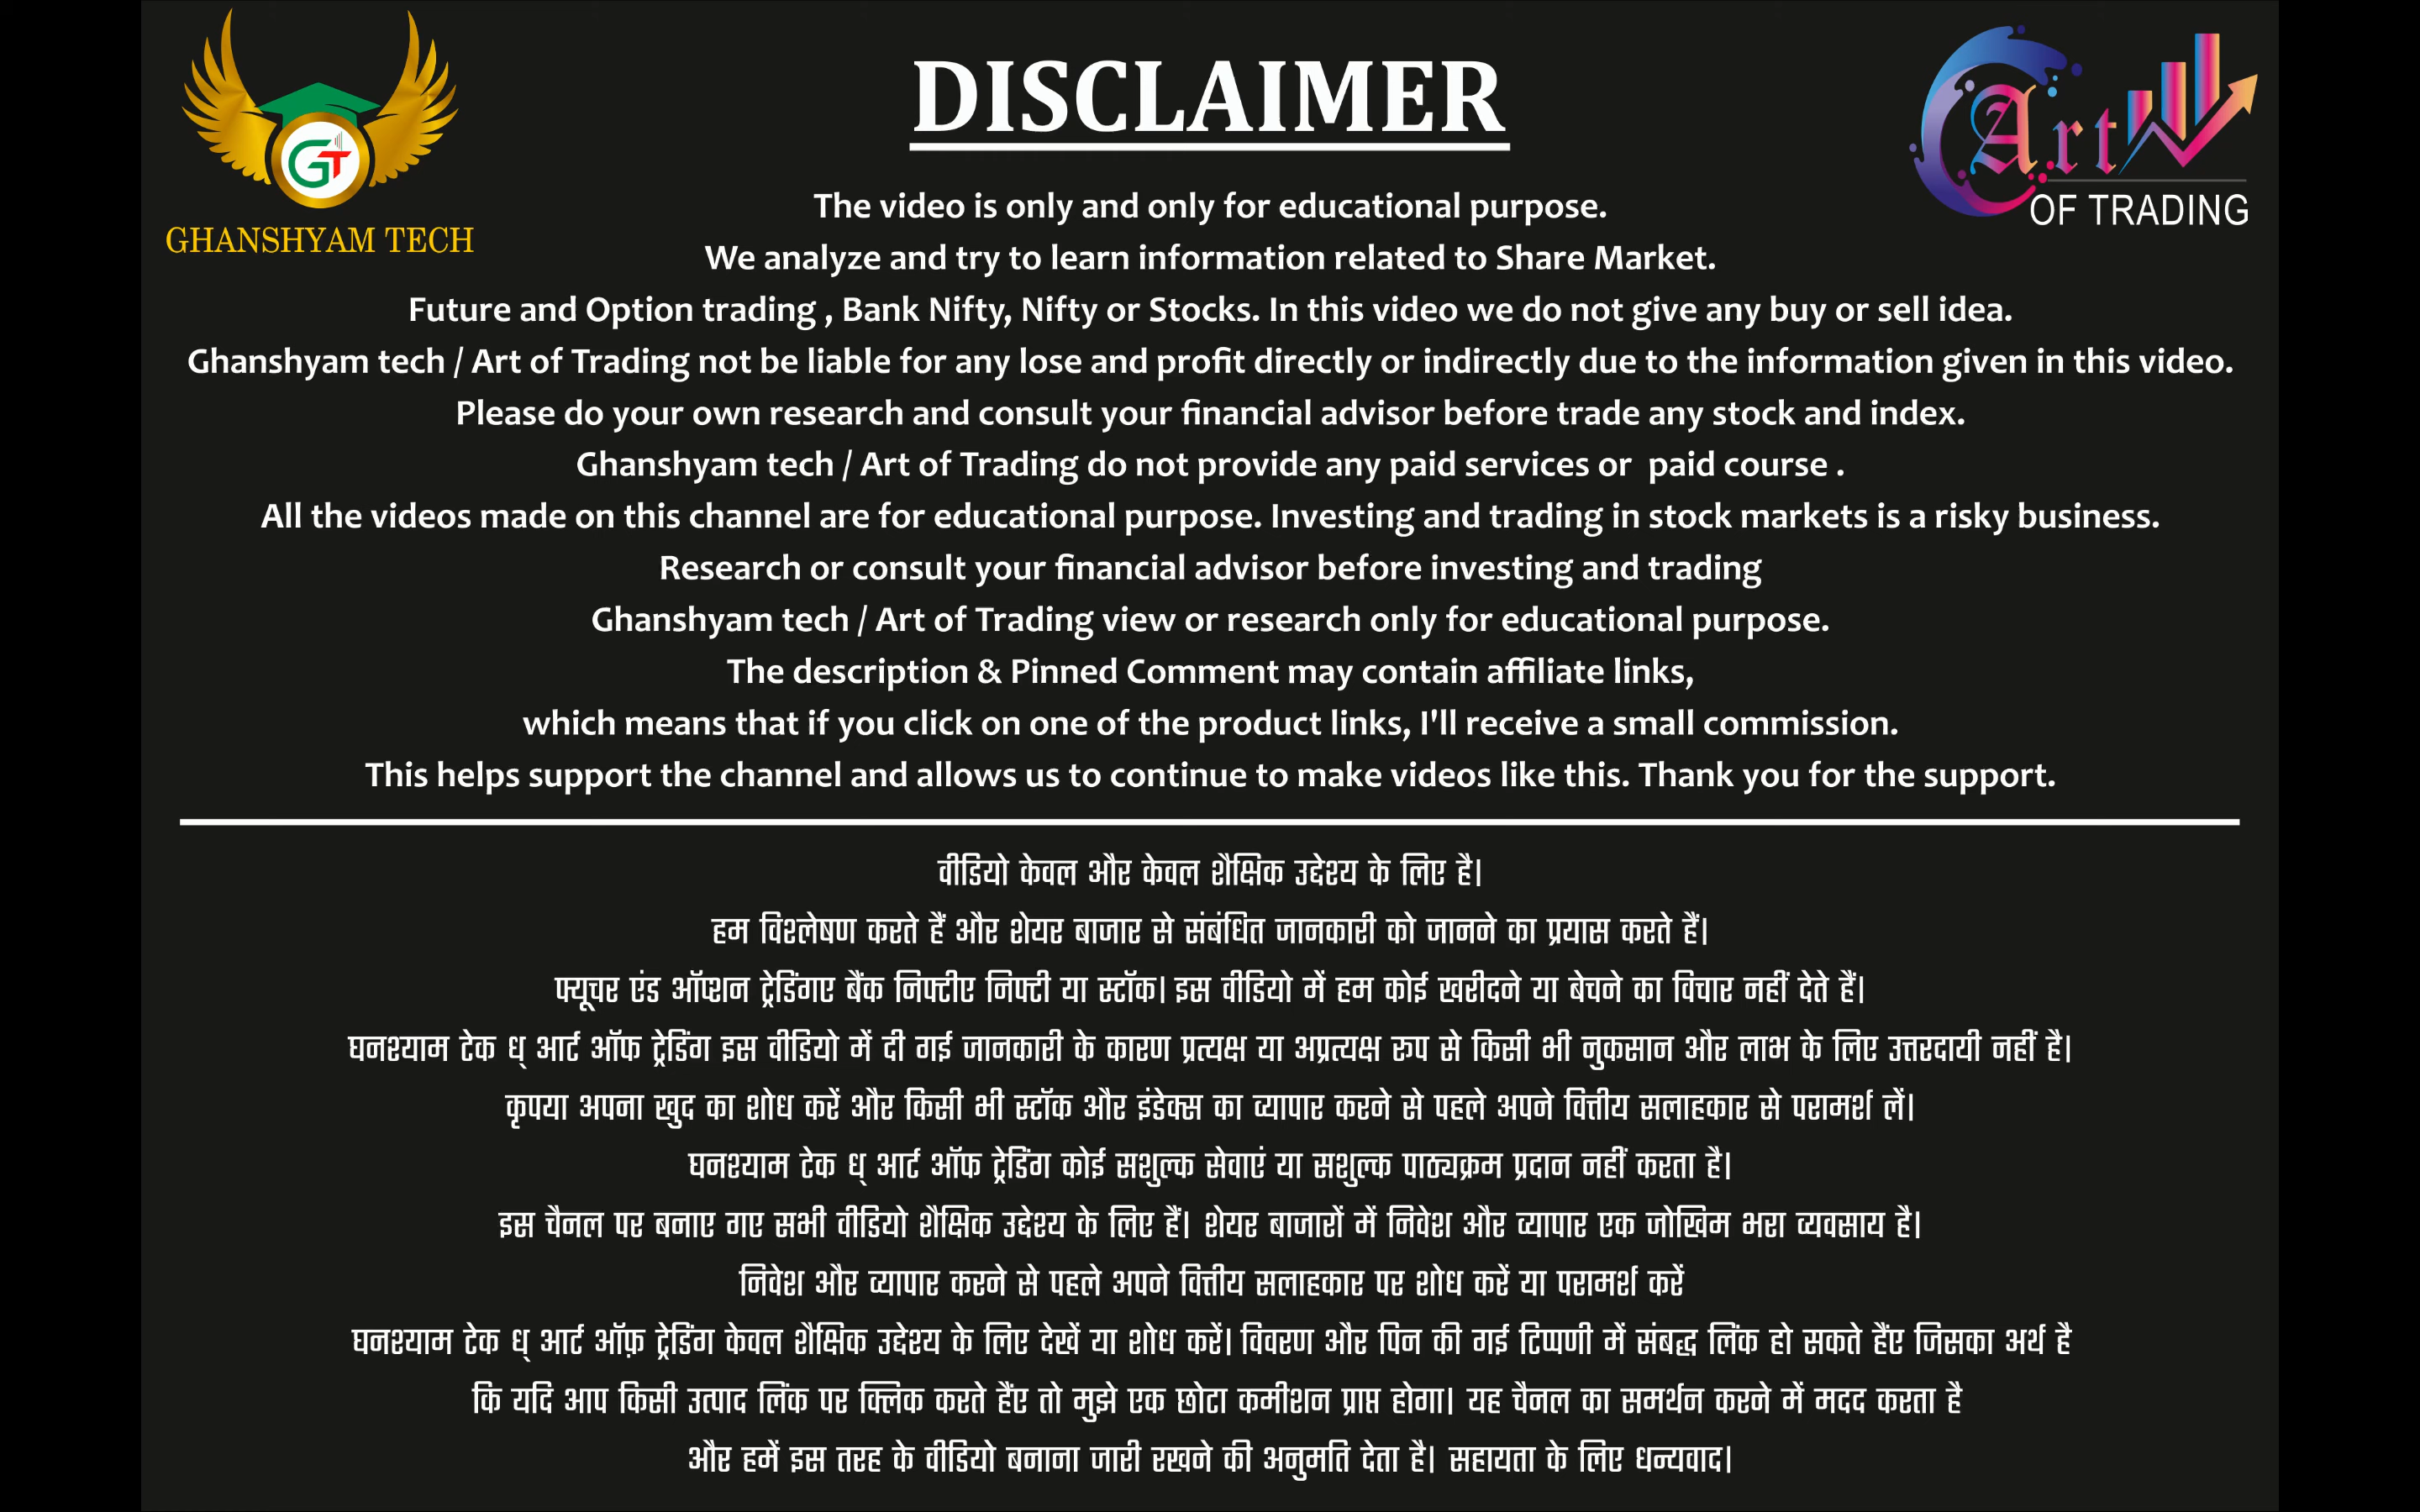 GT
GHANSHYAM TECH
DISCLAIMER
Art
OF TRADING
The video is only and only for educational purpose.
We analyze and try to learn information related to Share Market.
Future and Option trading , Bank Nifty, Nifty or Stocks. In this video we do not give any buy or sell idea.
Ghanshyam tech / Art of Trading not be liable for any lose and profit directly or indirectly due to the information given in this video.
Please do your own research and consult your financial advisor before trade any stock and index.
Ghanshyam tech / Art of Trading do not provide any paid services or  paid course .
All the videos made on this channel are for educational purpose. Investing and trading in stock markets is a risky business.
Research or consult your financial advisor before investing and trading
Ghanshyam tech / Art of Trading view or research only for educational purpose.
The description & Pinned Comment may contain affiliate links,
which means that if you click on one of the product links, I'll receive a small commission.
This helps support the channel and allows us to continue to make videos like this. Thank you for the support.
वीडियो केवल और केवल शैक्षिक उद्देश्य के लिए है।
हम विश्लेषण करते हैं और शेयर बाजार से संबंधित जानकारी को जानने का प्रयास करते हैं।
फ्यूचर एंड ऑप्शन ट्रेडिंगए बैंक निफ्टीए निफ्टी या स्टॉक। इस वीडियो में हम कोई खरीदने या बेचने का विचार नहीं देते हैं।
घनश्याम टेक ध् आर्ट ऑफ ट्रेडिंग इस वीडियो में दी गई जानकारी के कारण प्रत्यक्ष या अप्रत्यक्ष रूप से किसी भी नुकसान और लाभ के लिए उत्तरदायी नहीं है।
कृपया अपना खुद का शोध करें और किसी भी स्टॉक और इंडेक्स का व्यापार करने से पहले अपने वित्तीय सलाहकार से परामर्श लें।
घनश्याम टेक ध् आर्ट ऑफ ट्रेडिंग कोई सशुल्क सेवाएं या सशुल्क पाठ्यक्रम प्रदान नहीं करता है।
इस चैनल पर बनाए गए सभी वीडियो शैक्षिक उद्देश्य के लिए हैं। शेयर बाजारों में निवेश और व्यापार एक जोखिम भरा व्यवसाय है।
निवेश और व्यापार करने से पहले अपने वित्तीय सलाहकार पर शोध करें या परामर्श करें
घनश्याम टेक ध् आर्ट ऑफ़ ट्रेडिंग केवल शैक्षिक उद्देश्य के लिए देखें या शोध करें। विवरण और पिन की गई टिप्पणी में संबद्ध लिंक हो सकते हैंए जिसका अर्थ है
कि यदि आप किसी उत्पाद लिंक पर क्लिक करते हैंए तो मुझे एक छोटा कमीशन प्राप्त होगा। यह चैनल का समर्थन करने में मदद करता है
और हमें इस तरह के वीडियो बनाना जारी रखने की अनुमति देता है। सहायता के लिए धन्यवाद।